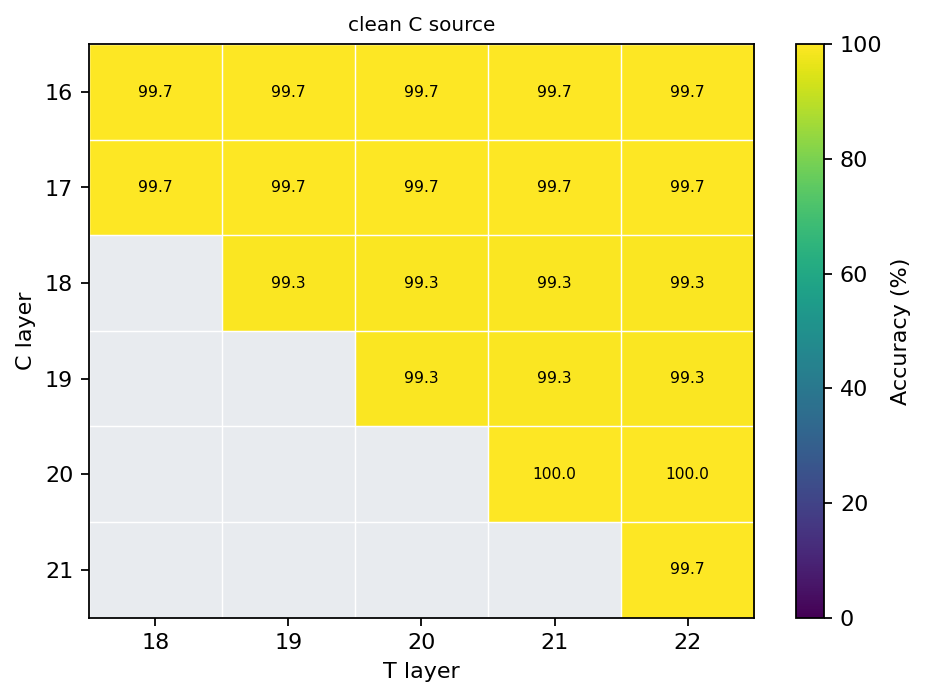 clean C source
16 99.7 99.7 99.7 99.7 99.7
17 99.7 99.7 99.7 99.7 99.7
18 99.3 99.3 99.3 99.3
19 99.3 99.3 99.3
20 100.0 100.0
21 99.7
18 19 20 21 22
T layer
C layer
100
80
60
40
20
0
Accuracy (%)